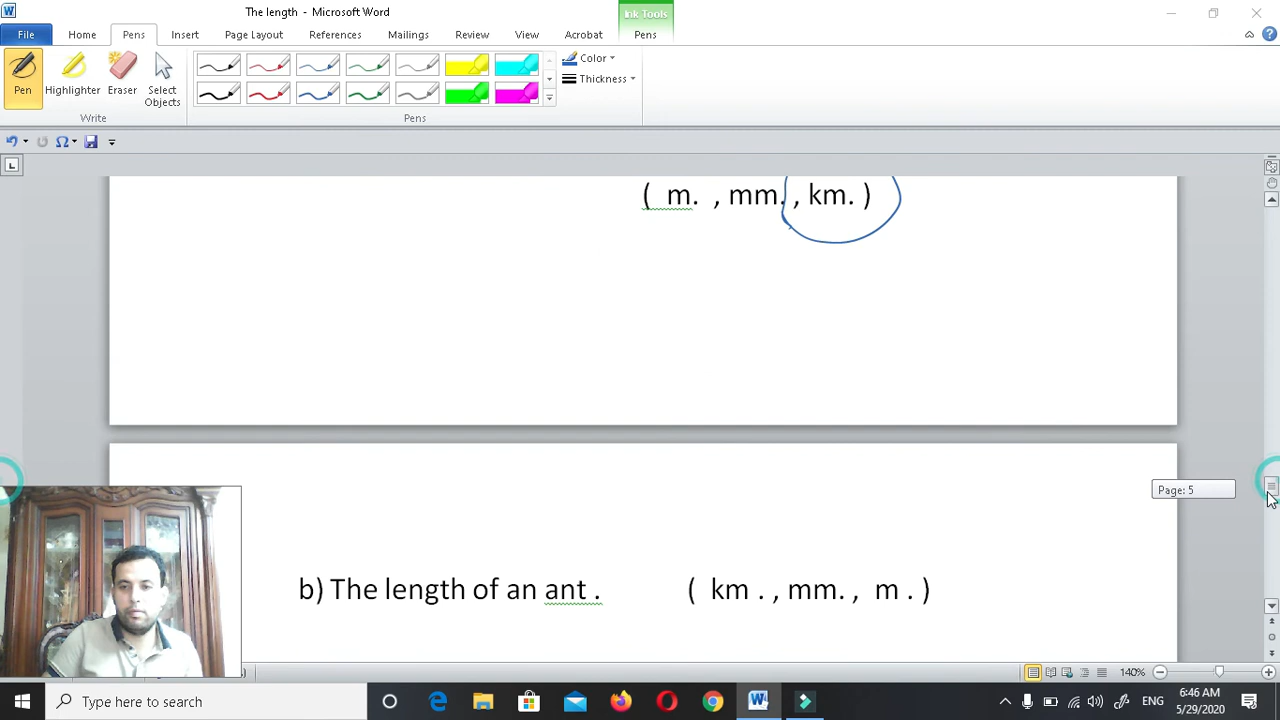 The length - Microsoft Word
Ink Tools
File
Home
Pens
Insert
Page Layout
References
Mailings
Review
View
Acrobat
Pens
Pen
Highlighter
Eraser
Select Objects
Color
Thickness
Write
Pens
( m. , mm. , km. )
Page: 5
b) The length of an ant . ( km . , mm. , m . )
140%
Type here to search
ENG
6:46 AM
5/29/2020